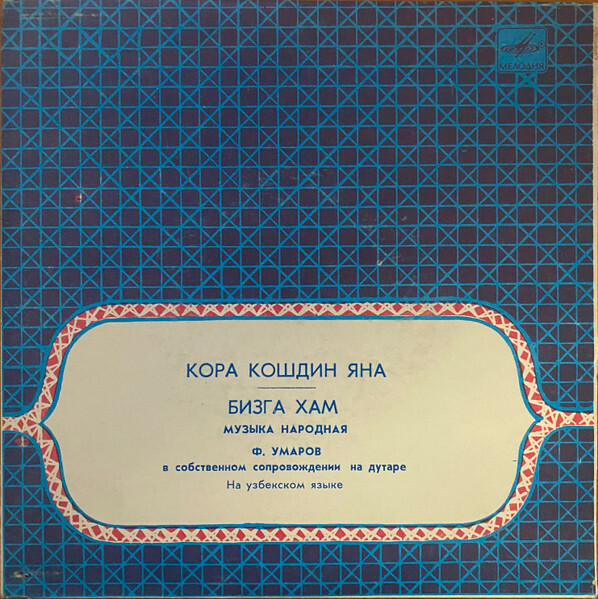 МЕЛОДИЯ
КОРА КОШДИН ЯНА
БИЗГА ХАМ
МУЗЫКА НАРОДНАЯ
Ф. УМАРОВ
в собственном сопровождении на дутаре
На узбекском языке